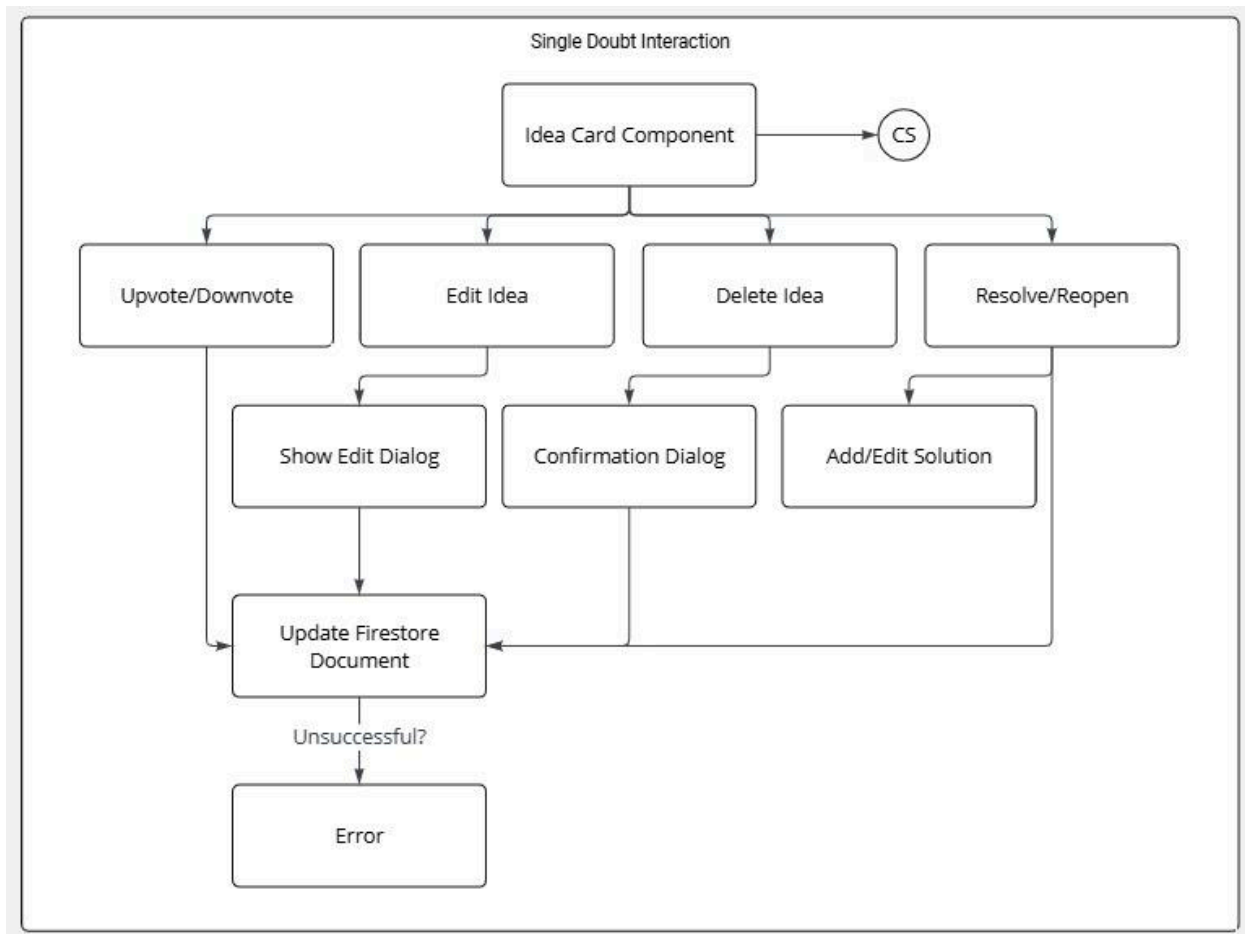 Single Doubt Interaction
Idea Card Component
CS
Upvote/Downvote
Edit Idea
Delete Idea
Resolve/Reopen
Show Edit Dialog
Confirmation Dialog
Add/Edit Solution
Update Firestore
Document
Unsuccessful?
Error